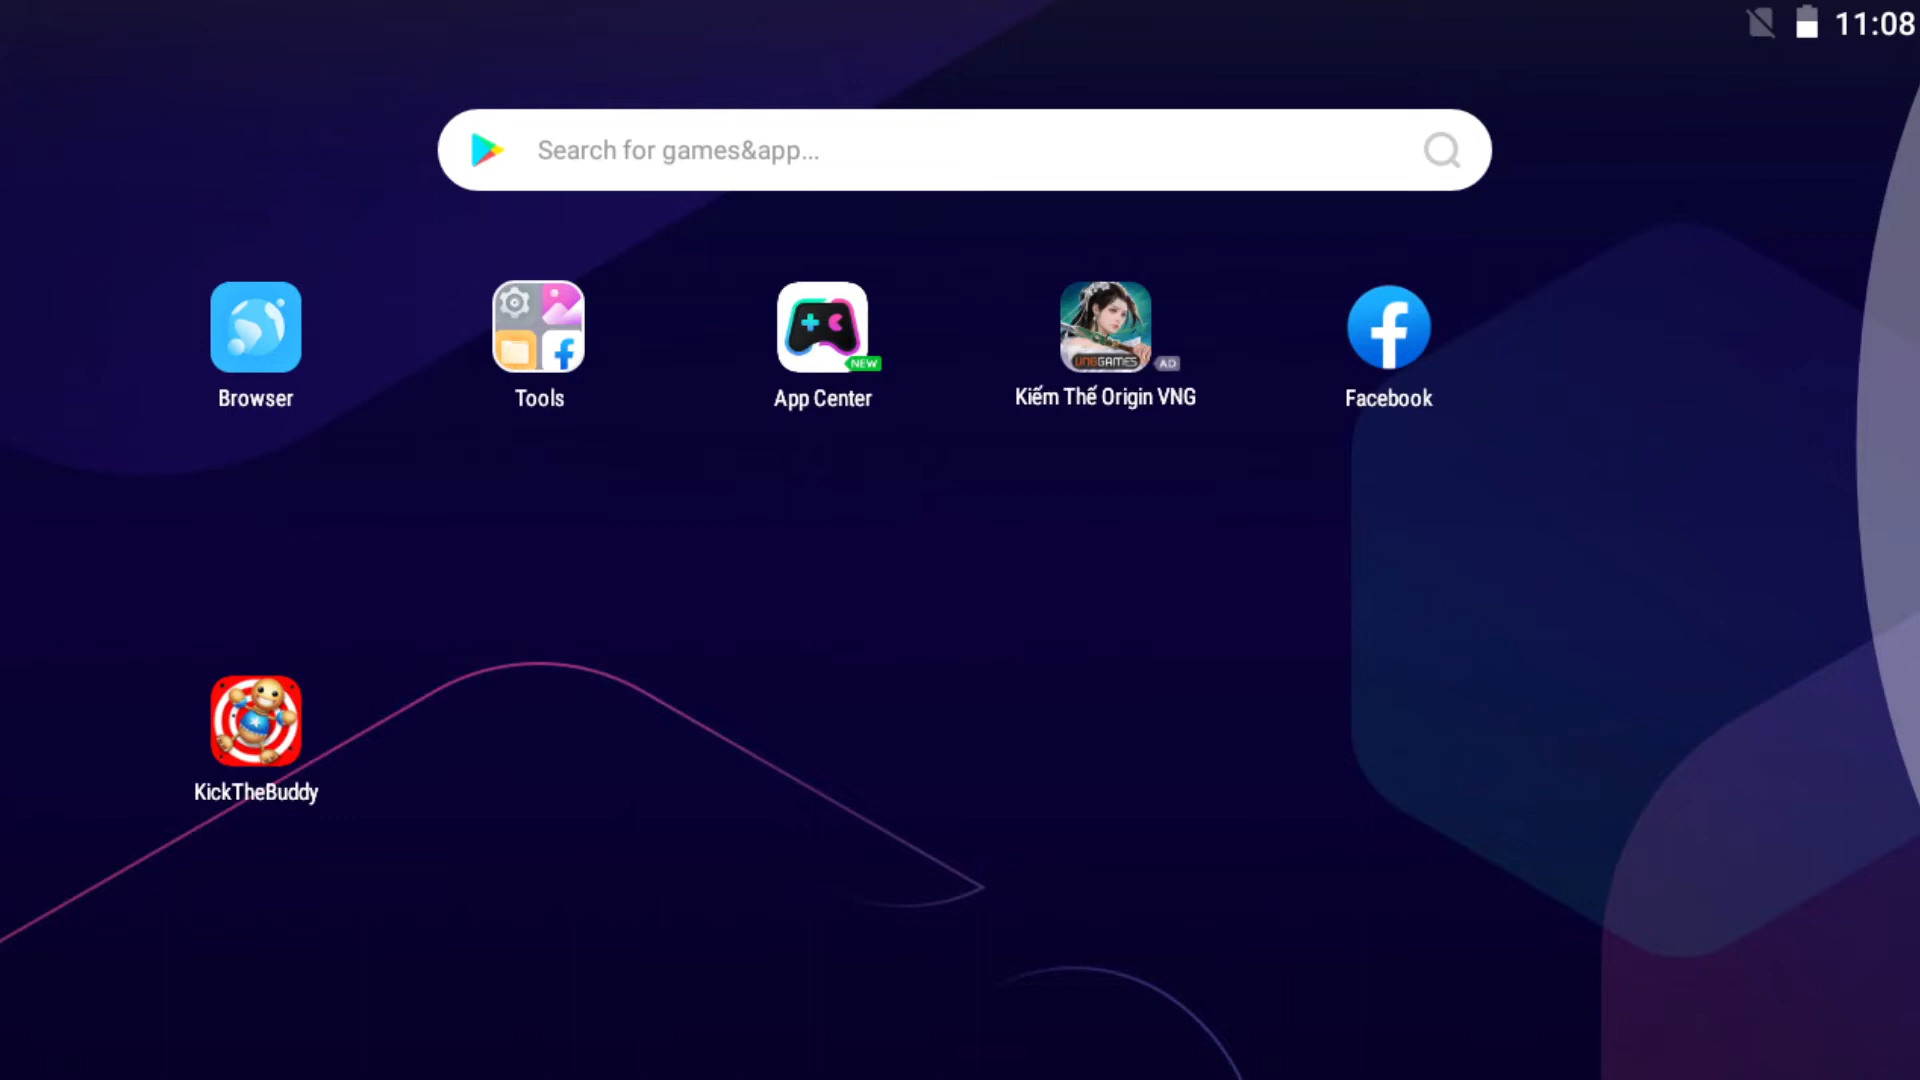 11:08
Search for games&app...
NEW
UNGGAMES
AD
Browser
Tools
App Center
Kiếm Thế Origin VNG
Facebook
KickTheBuddy